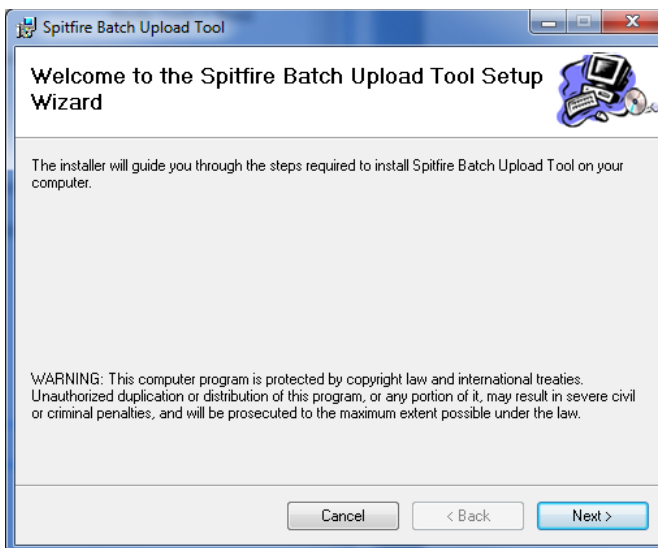 Spitfire Batch Upload Tool
Welcome to the Spitfire Batch Upload Tool Setup
Wizard
The installer will guide you through the steps required to install Spitfire Batch Upload Tool on your
computer.
WARNING: This computer program is protected by copyright law and international treaties.
Unauthorized duplication or distribution of this program, or any portion of it, may result in severe civil
or criminal penalties, and will be prosecuted to the maximum extent possible under the law.
Cancel
< Back
Next >